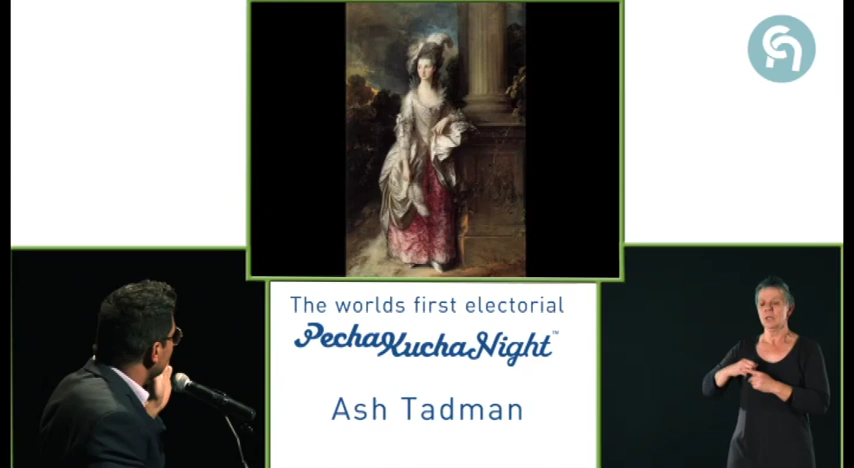 The worlds first electorial
PechaKuchaNight™
Ash Tadman